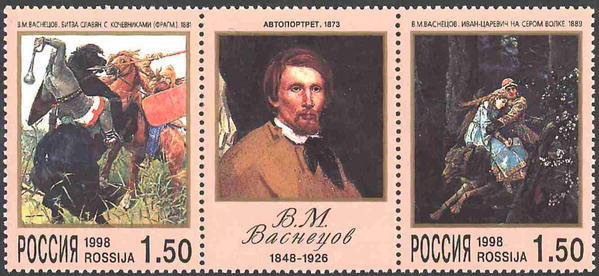 В.М.ВАСНЕЦОВ. БИТВА СЛАВЯН С КОЧЕВНИКАМИ (ФРАГМ.). 1881
РОССИЯ 1998
ROSSIJA 1.50
АВТОПОРТРЕТ. 1873
В.М.
Васнецов
1848-1926
В.М.ВАСНЕЦОВ. ИВАН-ЦАРЕВИЧ НА СЕРОМ ВОЛКЕ. 1889
РОССИЯ 1998
ROSSIJA 1.50